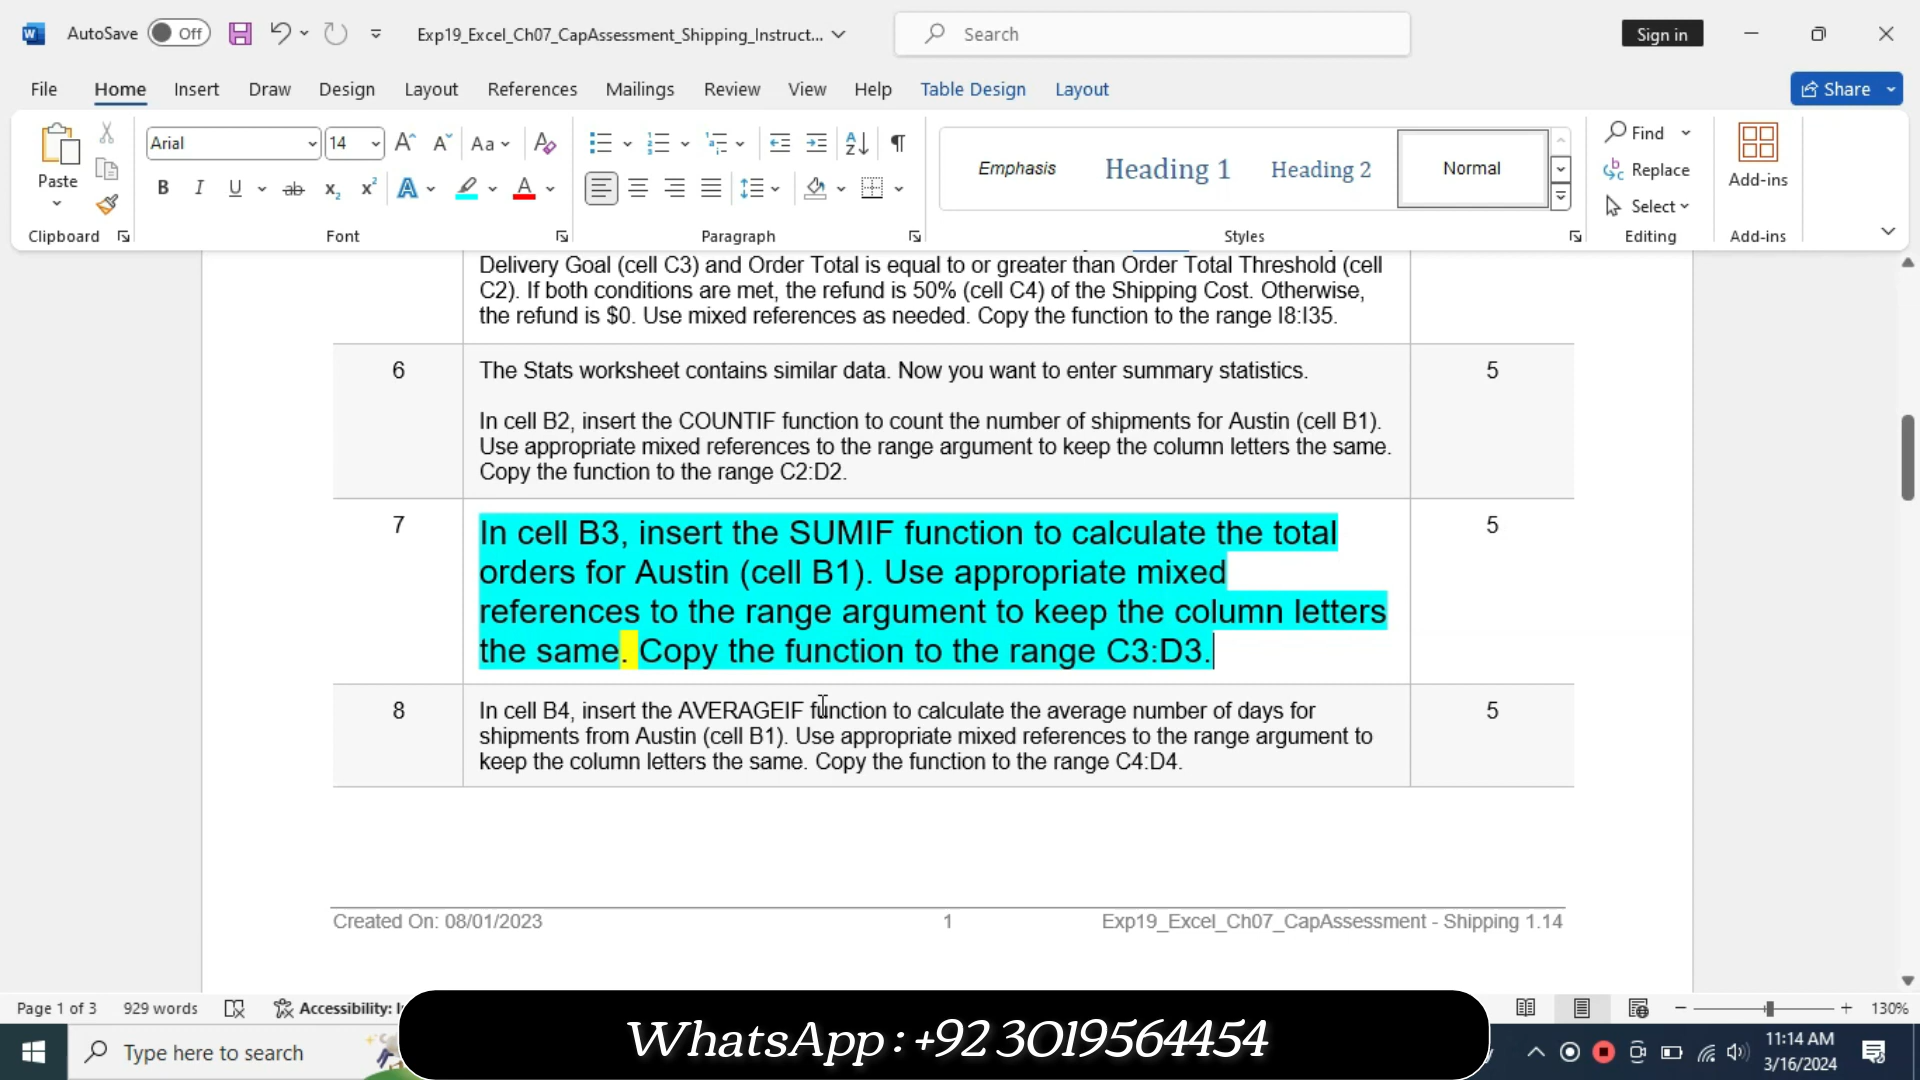 AutoSave Off Exp19_Excel_Ch07_CapAssessment_Shipping_Instruct... Search Sign in
File Home Insert Draw Design Layout References Mailings Review View Help Table Design Layout Share
Paste Arial 14 Aa Emphasis Heading 1 Heading 2 Normal Find Replace Select Add-ins
Clipboard Font Paragraph Styles Editing Add-ins
Delivery Goal (cell C3) and Order Total is equal to or greater than Order Total Threshold (cell
C2). If both conditions are met, the refund is 50% (cell C4) of the Shipping Cost. Otherwise,
the refund is $0. Use mixed references as needed. Copy the function to the range I8:I35.
6 The Stats worksheet contains similar data. Now you want to enter summary statistics. 5
In cell B2, insert the COUNTIF function to count the number of shipments for Austin (cell B1).
Use appropriate mixed references to the range argument to keep the column letters the same.
Copy the function to the range C2:D2.
7 In cell B3, insert the SUMIF function to calculate the total 5
orders for Austin (cell B1). Use appropriate mixed
references to the range argument to keep the column letters
the same. Copy the function to the range C3:D3.
8 In cell B4, insert the AVERAGEIF function to calculate the average number of days for 5
shipments from Austin (cell B1). Use appropriate mixed references to the range argument to
keep the column letters the same. Copy the function to the range C4:D4.
Created On: 08/01/2023 1 Exp19_Excel_Ch07_CapAssessment - Shipping 1.14
Page 1 of 3 929 words Accessibility: 130%
WhatsApp : +92 3019564454
Type here to search 11:14 AM
3/16/2024